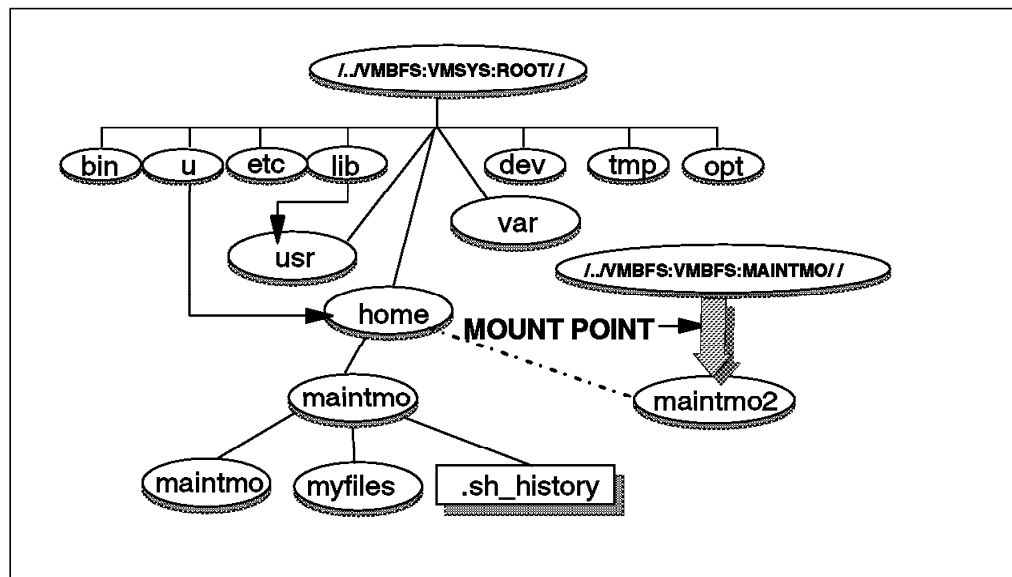 /../VMBFS:VMSYS:ROOT/ /
bin
u
etc
lib
dev
tmp
opt
var
usr
/../VMBFS:VMBFS:MAINTMO/ /
home
MOUNT POINT
maintmo
maintmo2
maintmo
myfiles
.sh_history